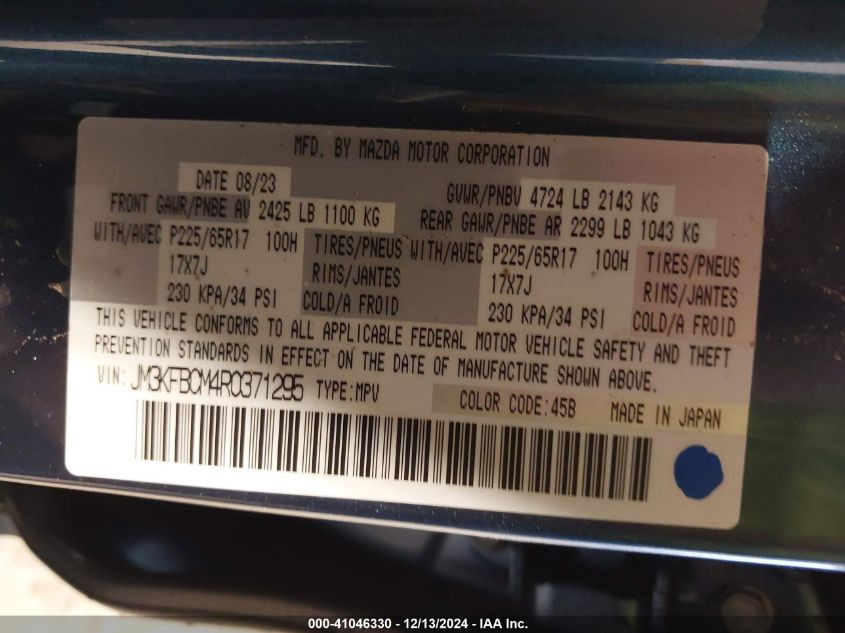 MFD. BY MAZDA MOTOR CORPORATION
DATE 08/23
GVWR/PNBV 4724 LB 2143 KG
FRONT GAWR/PNBE AV 2425 LB 1100 KG
REAR GAWR/PNBE AR 2299 LB 1043 KG
WITH/AVEC P225/65R17 100H TIRES/PNEUS WITH/AVEC P225/65R17 100H TIRES/PNEUS
17X7J RIMS/JANTES 17X7J RIMS/JANTES
230 KPA/34 PSI COLD/A FROID 230 KPA/34 PSI COLD/A FROID
THIS VEHICLE CONFORMS TO ALL APPLICABLE FEDERAL MOTOR VEHICLE SAFETY AND THEFT
PREVENTION STANDARDS IN EFFECT ON THE DATE OF MANUFACTURE SHOWN ABOVE.
VIN: JM3KFBCM4R0371295 TYPE:MPV COLOR CODE:45B MADE IN JAPAN
000-41046330 - 12/13/2024 - IAA Inc.